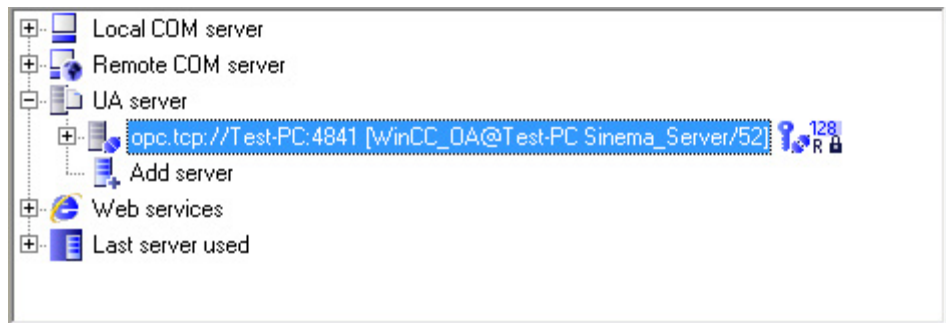 Local COM server
Remote COM server
UA server
opc.tcp://Test-PC:4841 [WinCC_OA@Test-PC Sinema_Server/52] 128 R
Add server
Web services
Last server used